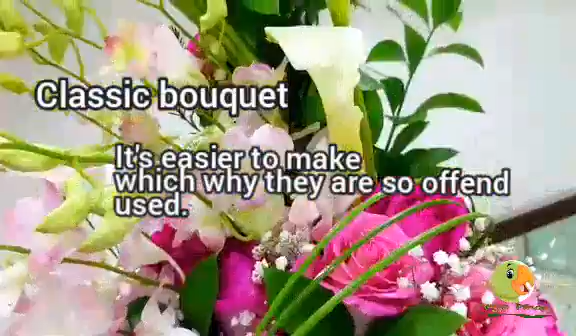 Classic bouquet
It's easier to make
which why they are so offend
used.